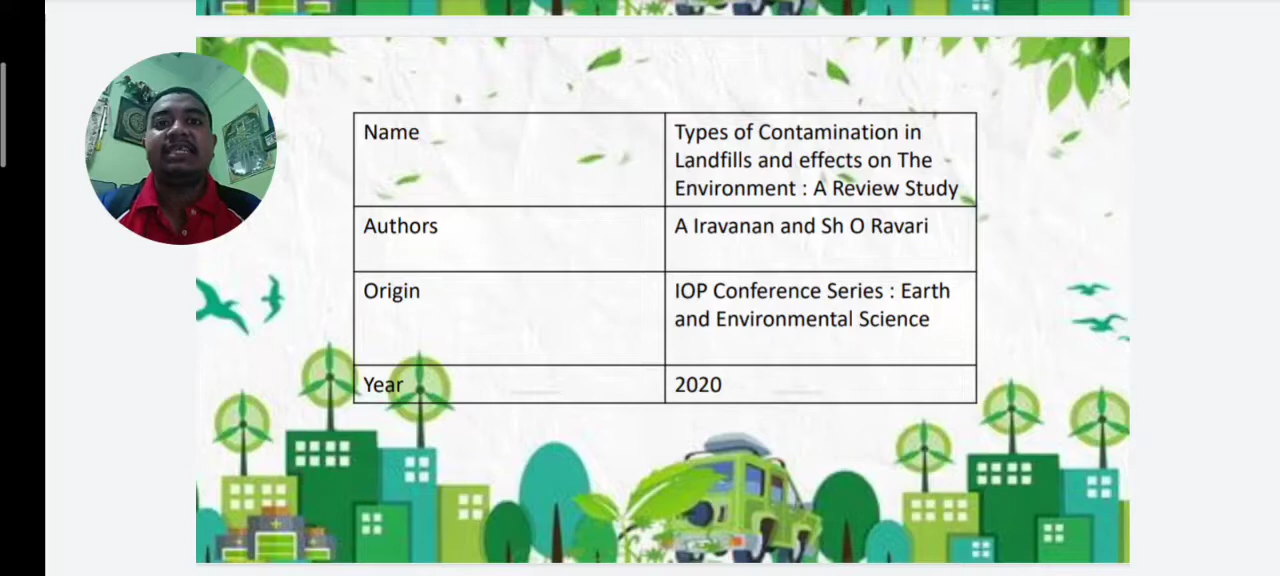 Name
Types of Contamination in
Landfills and effects on The
Environment : A Review Study
Authors
A Iravanan and Sh O Ravari
Origin
IOP Conference Series : Earth
and Environmental Science
Year
2020